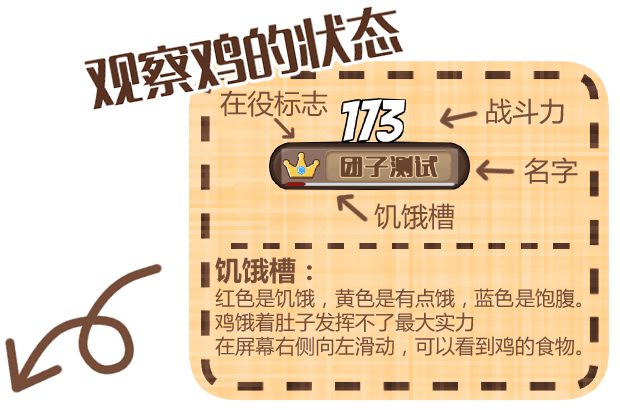 观察鸡的状态
在役标志
173
战斗力
团子测试
名字
饥饿槽
饥饿槽：
红色是饥饿，黄色是有点饿，蓝色是饱腹。
鸡饿着肚子发挥不了最大实力
在屏幕右侧向左滑动，可以看到鸡的食物。